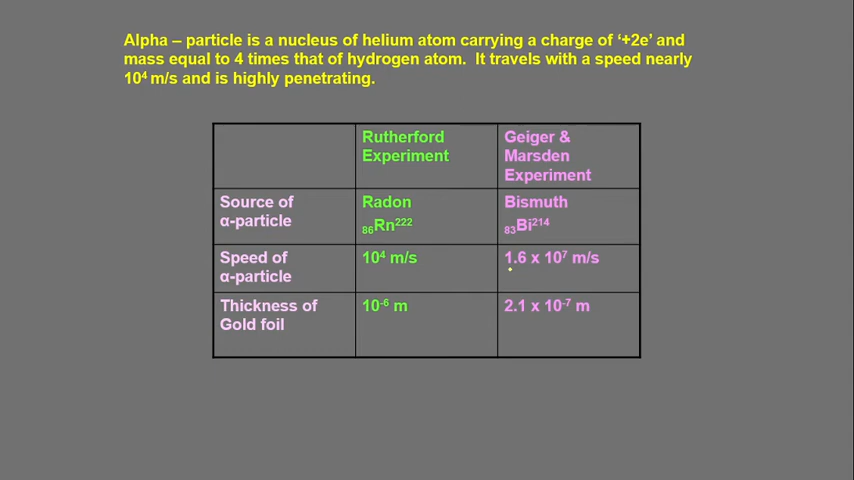 Alpha – particle is a nucleus of helium atom carrying a charge of ‘+2e’ and
mass equal to 4 times that of hydrogen atom.  It travels with a speed nearly
10⁴ m/s and is highly penetrating.
Rutherford
Experiment
Geiger &
Marsden
Experiment
Source of
α-particle
Radon
₈₆Rn²²²
Bismuth
₈₃Bi²¹⁴
Speed of
α-particle
10⁴ m/s
1.6 x 10⁷ m/s
Thickness of
Gold foil
10⁻⁶ m
2.1 x 10⁻⁷ m